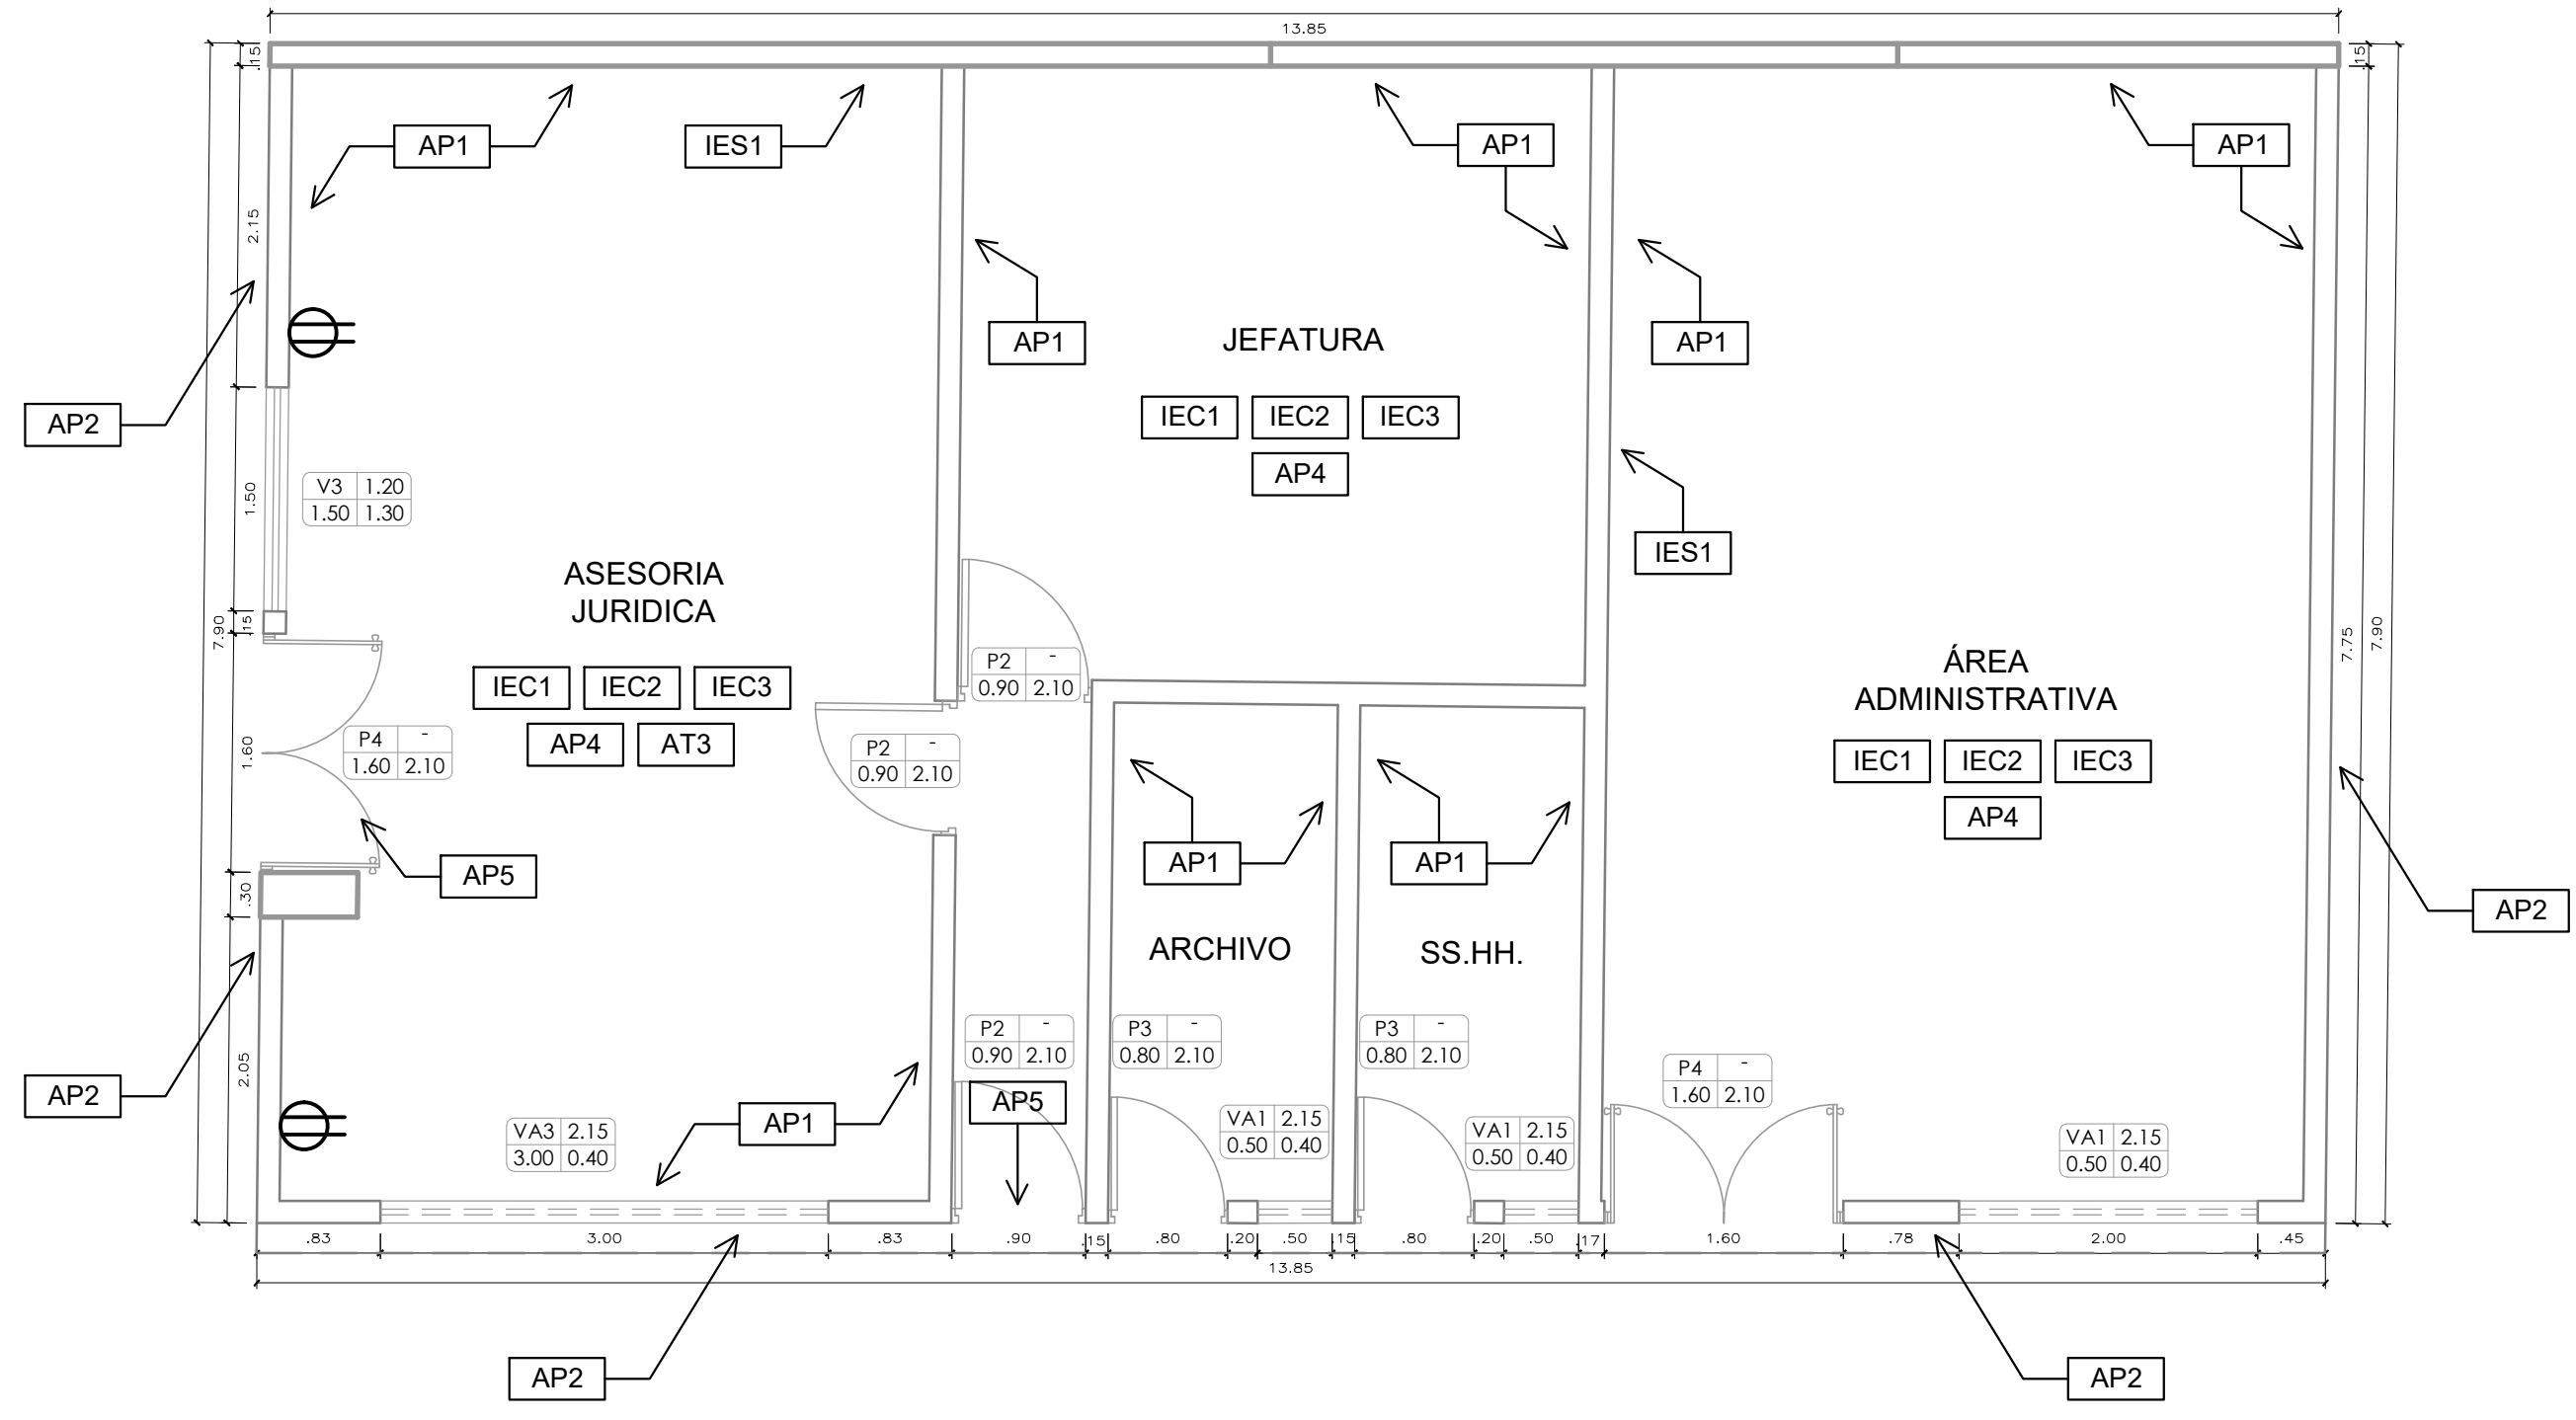 13.85
.15
.15
AP1
IES1
AP1
AP1
2.15
AP1
JEFATURA
AP1
AP2
IEC1 IEC2 IEC3
AP4
V3 1.20
1.50 1.30
1.50
IES1
ASESORIA
JURIDICA
.15
7.90
P2 -
0.90 2.10
7.75
7.90
ÁREA
ADMINISTRATIVA
IEC1 IEC2 IEC3
AP4 AT3
P4 -
1.60 2.10
1.60
P2 -
0.90 2.10
IEC1 IEC2 IEC3
AP4
AP1
AP1
AP5
.30
AP2
ARCHIVO
SS.HH.
P2 -
0.90 2.10
P3 -
0.80 2.10
P3 -
0.80 2.10
P4 -
1.60 2.10
2.05
AP2
AP5
AP1
VA3 2.15
3.00 0.40
VA1 2.15
0.50 0.40
VA1 2.15
0.50 0.40
VA1 2.15
0.50 0.40
.83 3.00 .83 .90 .15 .80 .20 .50 .15 .80 .20 .50 .17 1.60 .78 2.00 .45
13.85
AP2
AP2